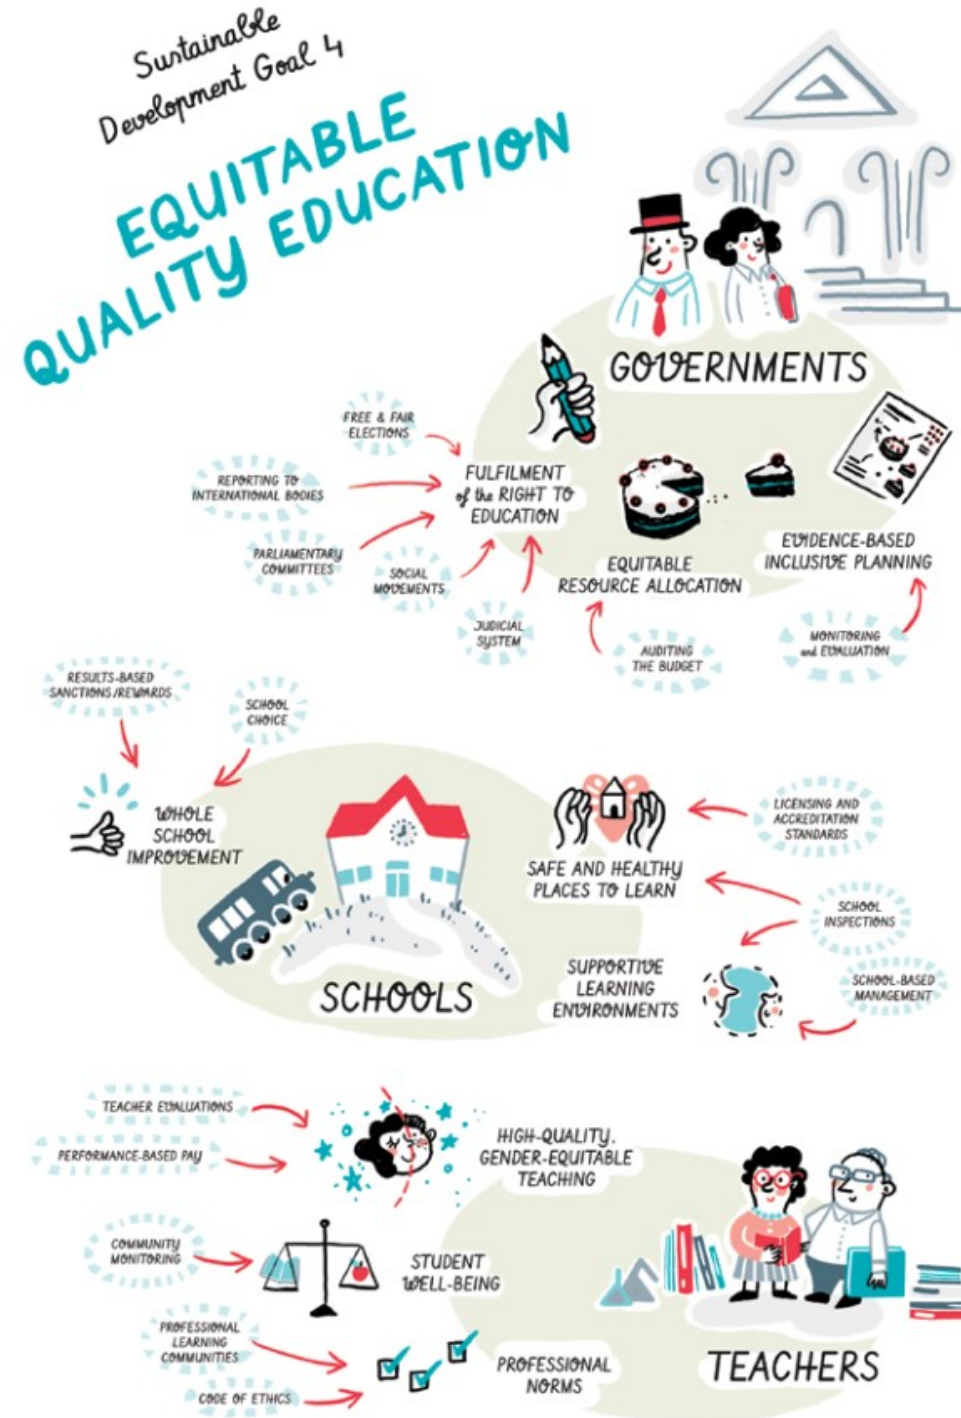 Sustainable
Development Goal 4
EQUITABLE
QUALITY EDUCATION
GOVERNMENTS
FREE & FAIR
ELECTIONS
REPORTING TO
INTERNATIONAL BODIES
PARLIAMENTARY
COMMITTEES
SOCIAL
MOVEMENTS
JUDICIAL
SYSTEM
FULFILMENT
of the RIGHT TO
EDUCATION
EQUITABLE
RESOURCE ALLOCATION
AUDITING
THE BUDGET
EVIDENCE-BASED
INCLUSIVE PLANNING
MONITORING
and EVALUATION
RESULTS-BASED
SANCTIONS/REWARDS
SCHOOL
CHOICE
WHOLE
SCHOOL
IMPROVEMENT
SCHOOLS
SAFE AND HEALTHY
PLACES TO LEARN
LICENSING AND
ACCREDITATION
STANDARDS
SCHOOL
INSPECTIONS
SUPPORTIVE
LEARNING
ENVIRONMENTS
SCHOOL-BASED
MANAGEMENT
TEACHER EVALUATIONS
PERFORMANCE-BASED PAY
HIGH-QUALITY,
GENDER-EQUITABLE
TEACHING
COMMUNITY
MONITORING
STUDENT
WELL-BEING
PROFESSIONAL
LEARNING
COMMUNITIES
CODE OF ETHICS
PROFESSIONAL
NORMS
TEACHERS